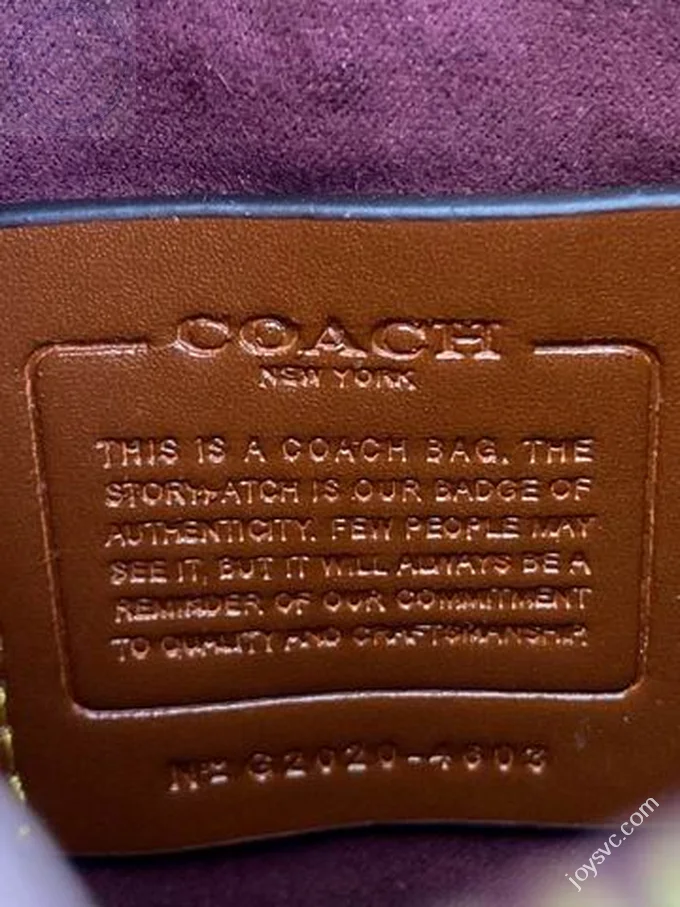 COACH
NEW YORK
THIS IS A COACH BAG. THE
STORYPATCH IS OUR BADGE OF
AUTHENTICITY. FEW PEOPLE MAY
SEE IT, BUT IT WILL ALWAYS BE A
REMINDER OF OUR COMMITMENT
TO QUALITY AND CRAFTSMANSHIP.
Nº C2020-4603
joysvc.com